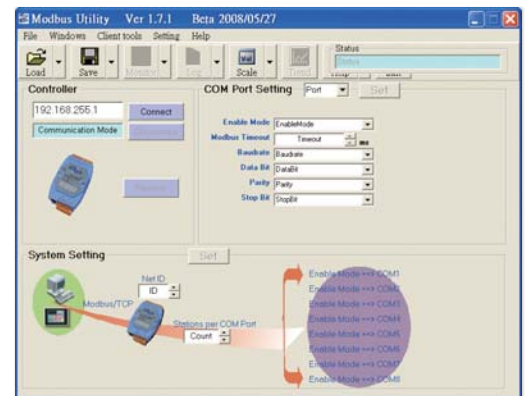 Modbus Utility Ver 1.7.1 Beta 2008/05/27
File Windows Client tools Setting Help
Status
Status
Load Save Monitor Log Scale Trend
Controller
192.168.255.1 Connect
Communication Mode
COM Port Setting Port Set
Enable Mode EnableMode
Modbus Timeout Timeout ms
Baudrate Baudrate
Data Bit DataBit
Parity Parity
Stop Bit StopBit
System Setting Set
Net ID
ID
Modbus/TCP
Stations per COM Port
Count
Enable Mode ==> COM1
Enable Mode ==> COM2
Enable Mode ==> COM3
Enable Mode ==> COM4
Enable Mode ==> COM5
Enable Mode ==> COM6
Enable Mode ==> COM7
Enable Mode ==> COM8